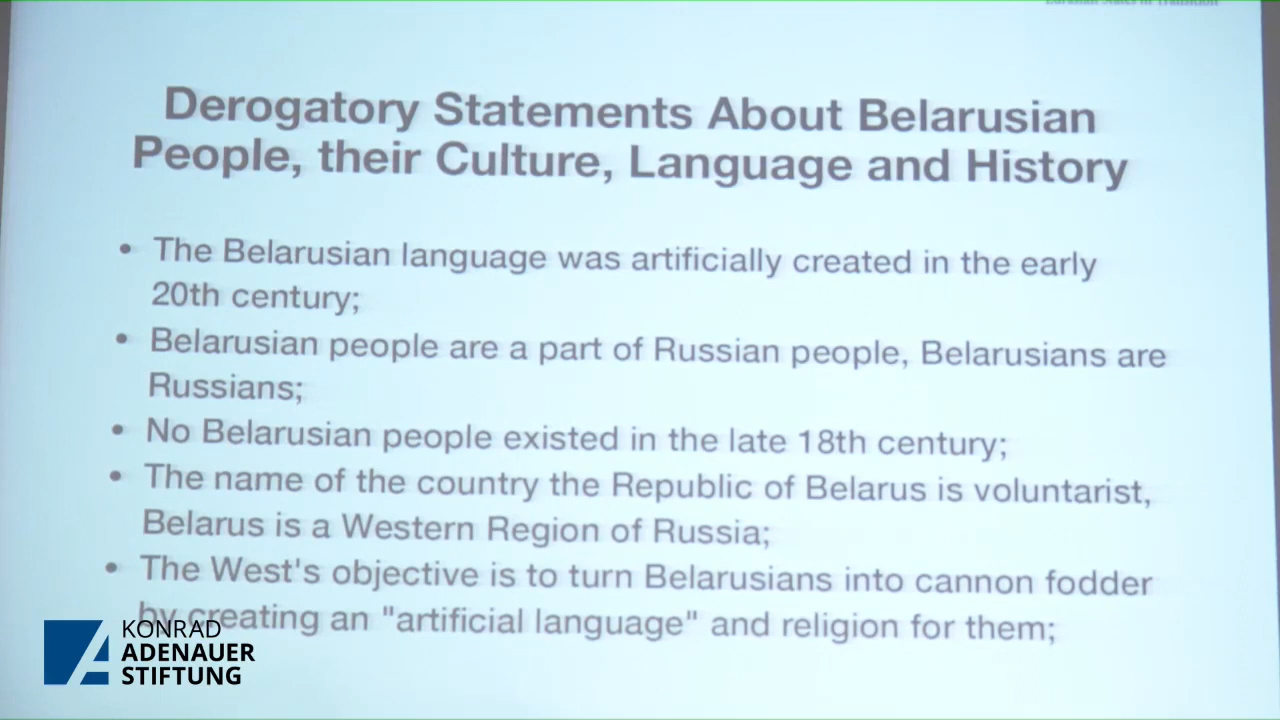 Eurasian States in Transition
Derogatory Statements About Belarusian
People, their Culture, Language and History
• The Belarusian language was artificially created in the early
20th century;
• Belarusian people are a part of Russian people, Belarusians are
Russians;
• No Belarusian people existed in the late 18th century;
• The name of the country the Republic of Belarus is voluntarist,
Belarus is a Western Region of Russia;
• The West's objective is to turn Belarusians into cannon fodder
by creating an "artificial language" and religion for them;
KONRAD
ADENAUER
STIFTUNG